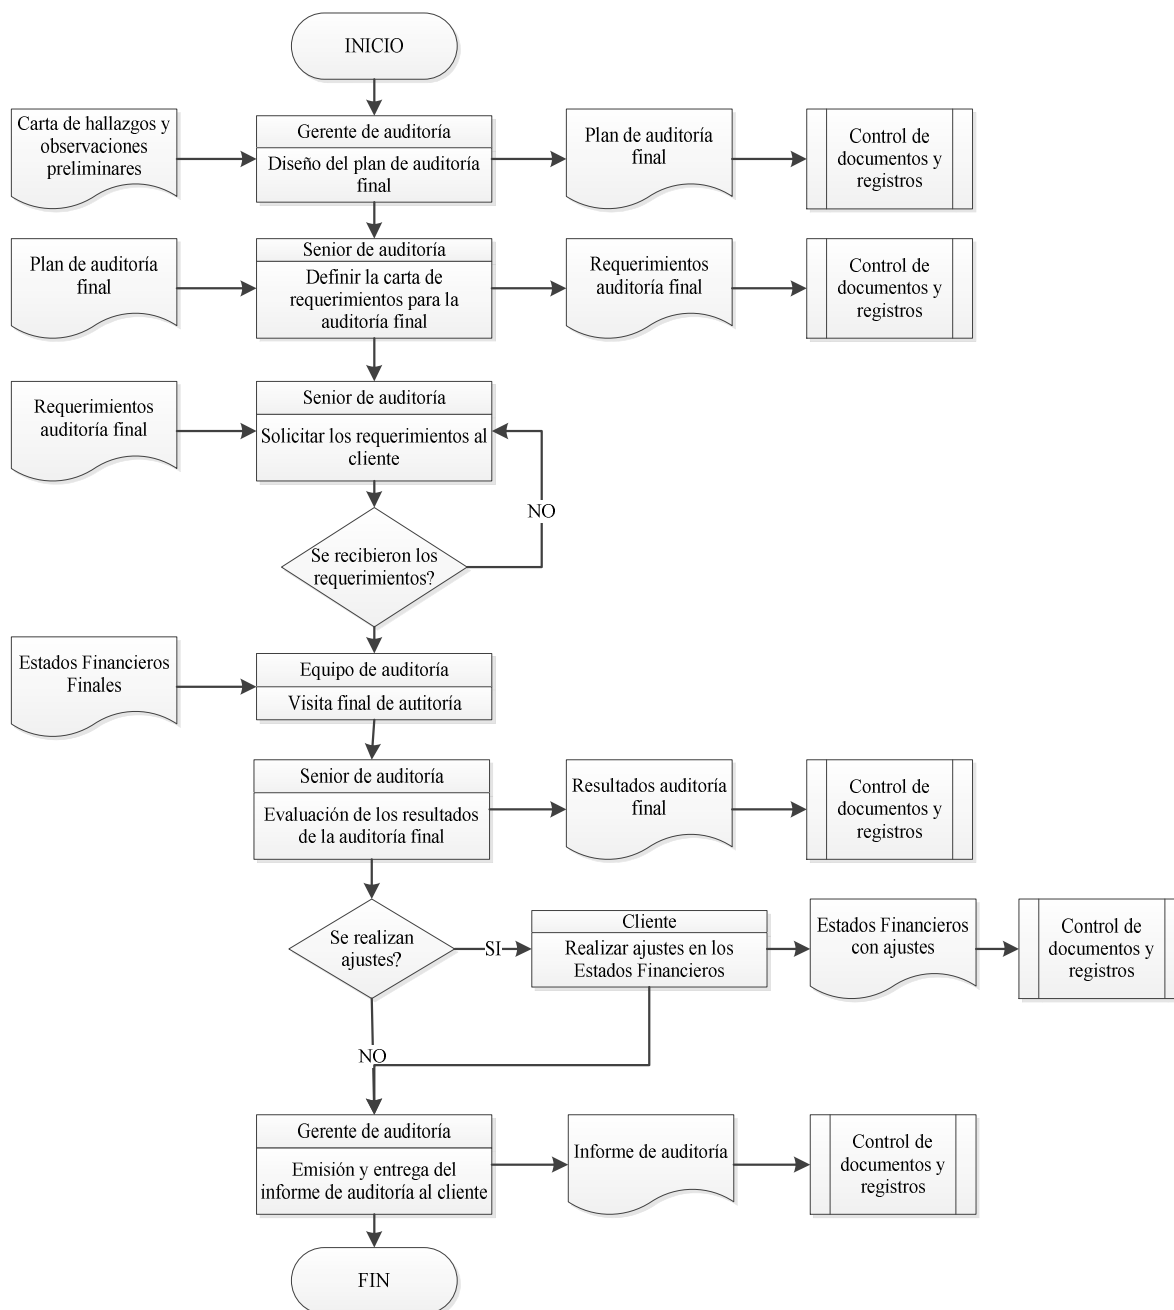 INICIO
Carta de hallazgos y
observaciones
preliminares
Gerente de auditoría
Diseño del plan de auditoría
final
Plan de auditoría
final
Control de
documentos y
registros
Plan de auditoría
final
Senior de auditoría
Definir la carta de
requerimientos para la
auditoría final
Requerimientos
auditoría final
Control de
documentos y
registros
Requerimientos
auditoría final
Senior de auditoría
Solicitar los requerimientos al
cliente
NO
Se recibieron los
requerimientos?
Estados Financieros
Finales
Equipo de auditoría
Visita final de autitoría
Senior de auditoría
Evaluación de los resultados
de la auditoría final
Resultados auditoría
final
Control de
documentos y
registros
Se realizan
ajustes?
SI
Cliente
Realizar ajustes en los
Estados Financieros
Estados Financieros
con ajustes
Control de
documentos y
registros
NO
Gerente de auditoría
Emisión y entrega del
informe de auditoría al cliente
Informe de auditoría
Control de
documentos y
registros
FIN